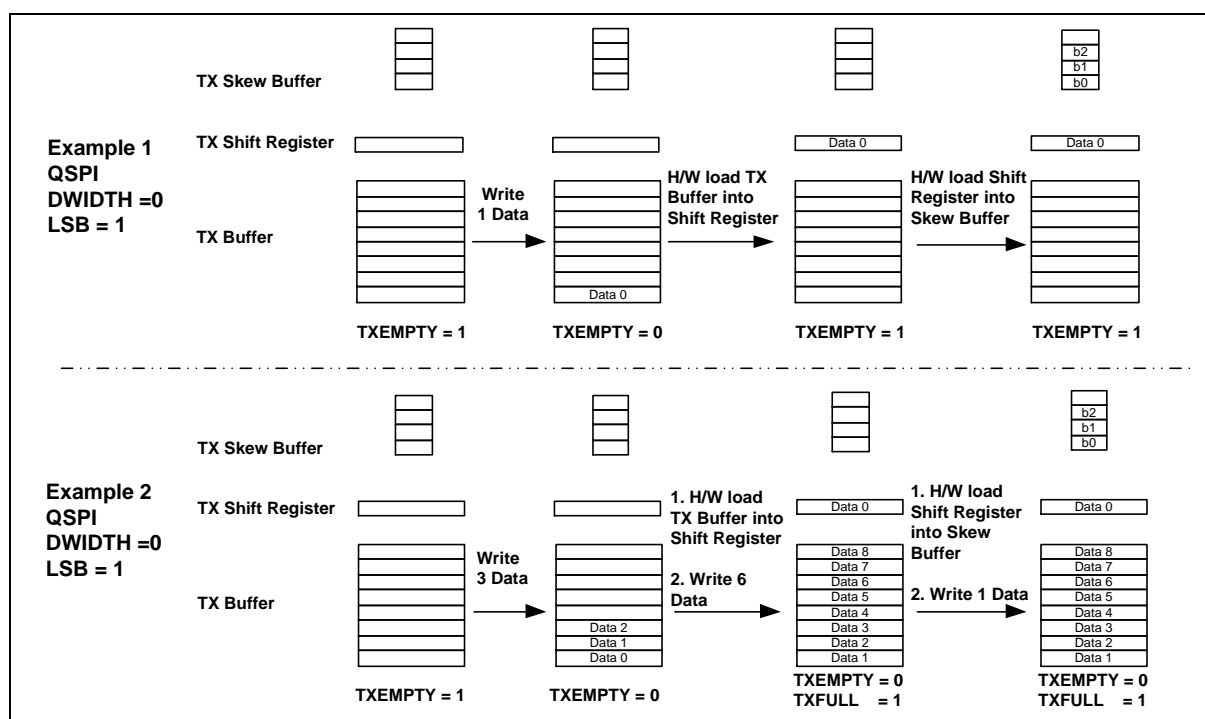 TX Skew Buffer
b2
b1
b0
Example 1
QSPI
DWIDTH =0
LSB = 1
TX Shift Register
Data 0
Data 0
TX Buffer
Write
1 Data
Data 0
H/W load TX
Buffer into
Shift Register
H/W load Shift
Register into
Skew Buffer
TXEMPTY = 1
TXEMPTY = 0
TXEMPTY = 1
TXEMPTY = 1
TX Skew Buffer
b2
b1
b0
Example 2
QSPI
DWIDTH =0
LSB = 1
TX Shift Register
Data 0
Data 0
TX Buffer
Write
3 Data
Data 2
Data 1
Data 0
1. H/W load
TX Buffer into
Shift Register
2. Write 6
Data
Data 8
Data 7
Data 6
Data 5
Data 4
Data 3
Data 2
Data 1
1. H/W load
Shift Register
into Skew
Buffer
2. Write 1 Data
Data 8
Data 7
Data 6
Data 5
Data 4
Data 3
Data 2
Data 1
TXEMPTY = 1
TXEMPTY = 0
TXEMPTY = 0
TXFULL = 1
TXEMPTY = 0
TXFULL = 1